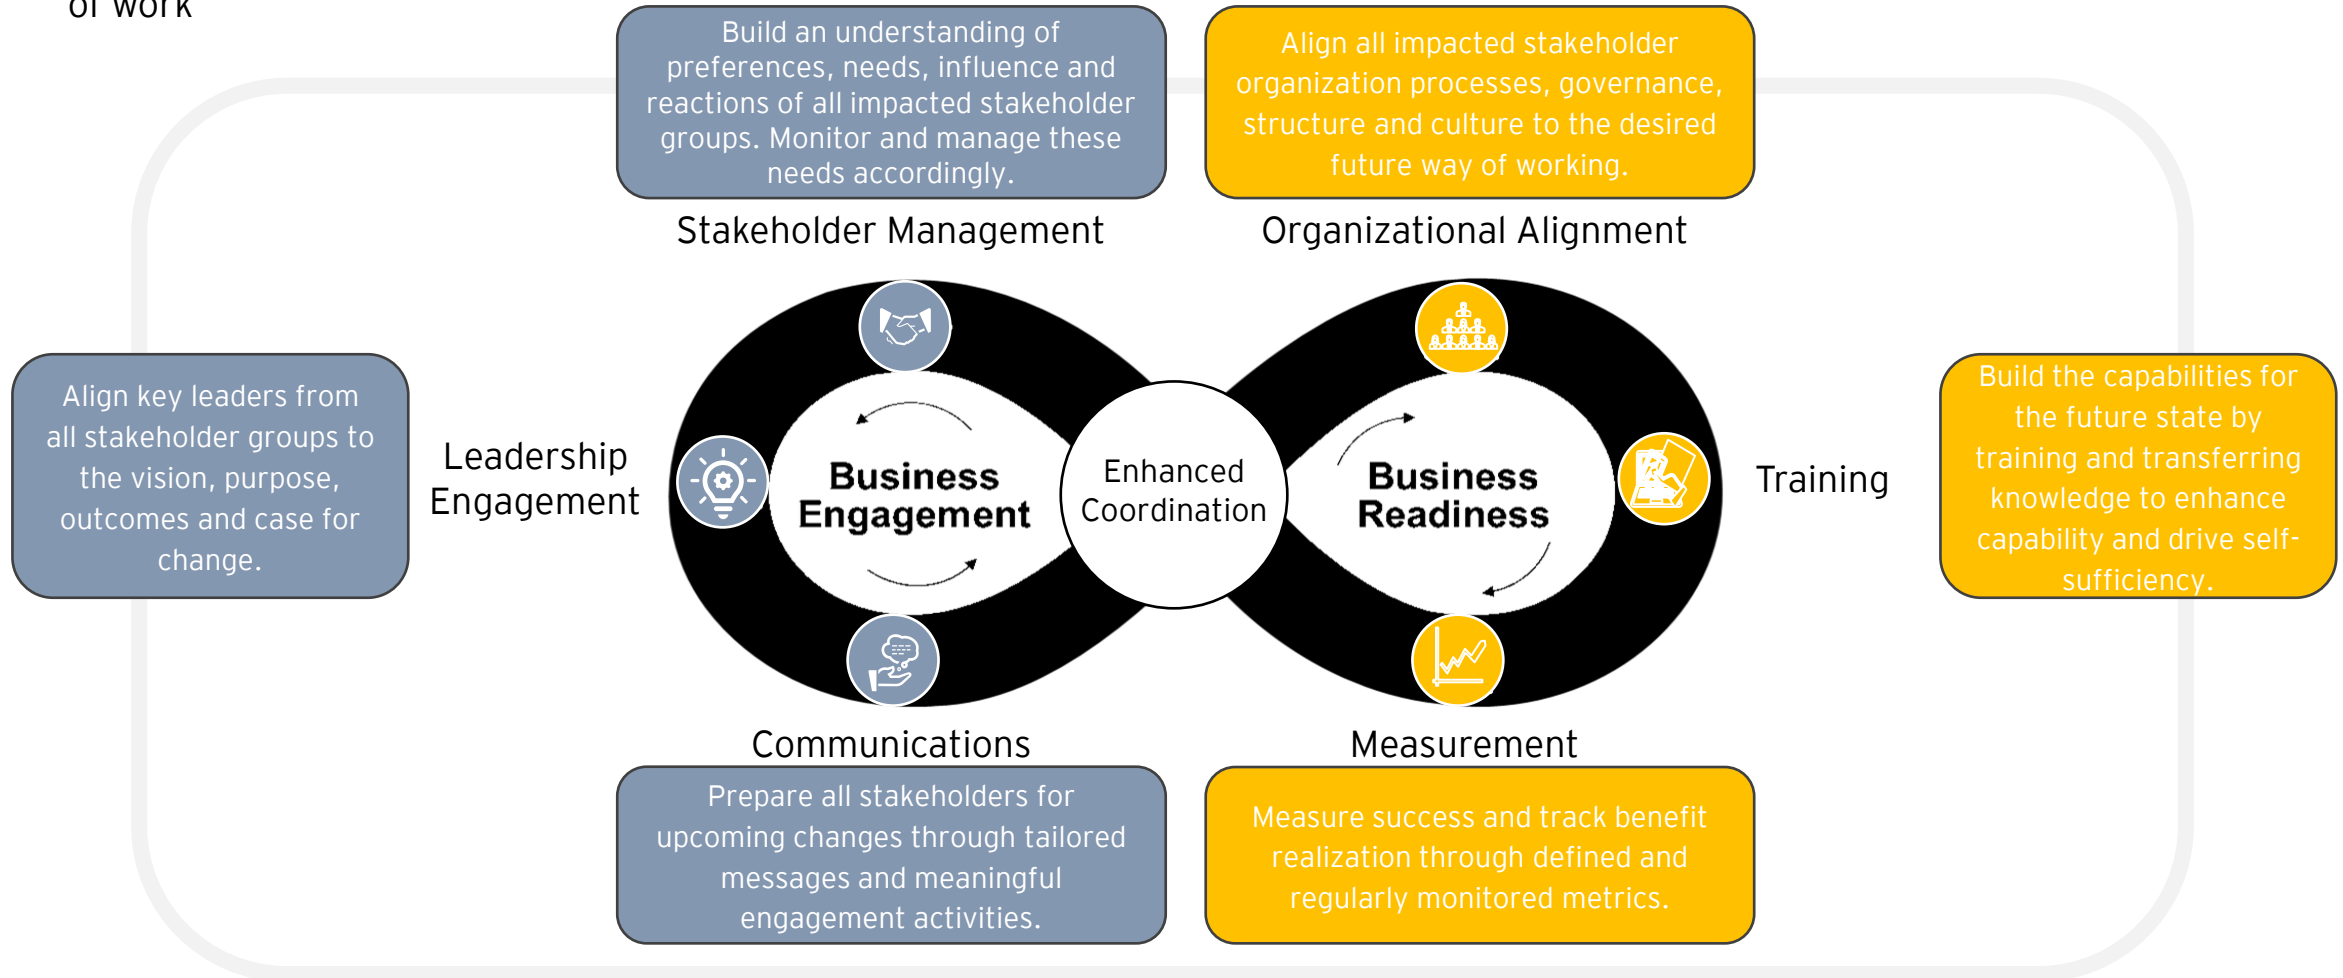 of work
Build an understanding of
preferences, needs, influence and
reactions of all impacted stakeholder
groups. Monitor and manage these
needs accordingly.
Align all impacted stakeholder
organization processes, governance,
structure and culture to the desired
future way of working.
Stakeholder Management
Organizational Alignment
Align key leaders from
all stakeholder groups to
the vision, purpose,
outcomes and case for
change.
Leadership
Engagement
Business
Engagement
Enhanced
Coordination
Business
Readiness
Training
Build the capabilities for
the future state by
training and transferring
knowledge to enhance
capability and drive self-
sufficiency.
Communications
Measurement
Prepare all stakeholders for
upcoming changes through tailored
messages and meaningful
engagement activities.
Measure success and track benefit
realization through defined and
regularly monitored metrics.